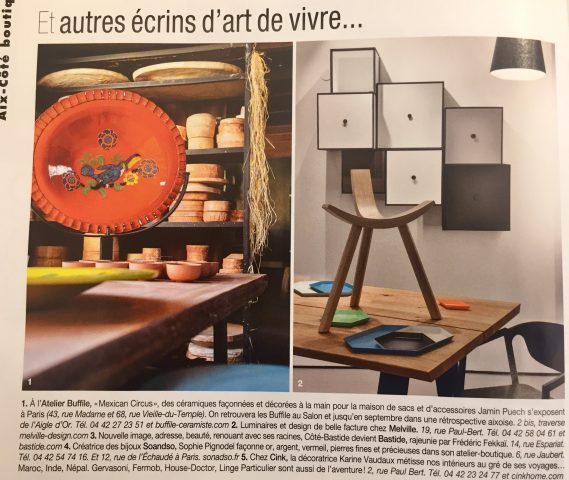 Aix-Côté boutiq
Et autres écrins d'art de vivre...
1
2
1. À l'Atelier Buffile, «Mexican Circus», des céramiques façonnées et décorées à la main pour la maison de sacs et d'accessoires Jamin Puech s'exposent
à Paris (43, rue Madame et 68, rue Vieille-du-Temple). On retrouvera les Buffile au Salon et jusqu'en septembre dans une rétrospective aixoise. 2 bis, traverse
de l'Aigle d'Or. Tél. 04 42 27 23 51 et buffile-ceramiste.com 2. Luminaires et design de belle facture chez Melville. 19, rue Paul-Bert. Tél. 04 42 58 04 61 et
melville-design.com 3. Nouvelle image, adresse, beauté, renouant avec ses racines, Côté-Bastide devient Bastide, rajeunie par Frédéric Fekkaï. 14, rue Espariat.
bastide.com 4. Créatrice des bijoux Soandso, Sophie Pignodel façonne or, argent, vermeil, pierres fines et précieuses dans son atelier-boutique. 6, rue Jaubert.
Tél. 04 42 54 74 16. Et 12, rue de l'Échaudé à Paris. sonadso.fr 5. Chez Cink, la décoratrice Karine Vaudaux métisse nos intérieurs au gré de ses voyages...
Maroc, Inde, Népal. Gervasoni, Fermob, House-Doctor, Linge Particulier sont aussi de l'aventure! 2, rue Paul Bert. Tél. 04 42 23 24 77 et cinkhome.com